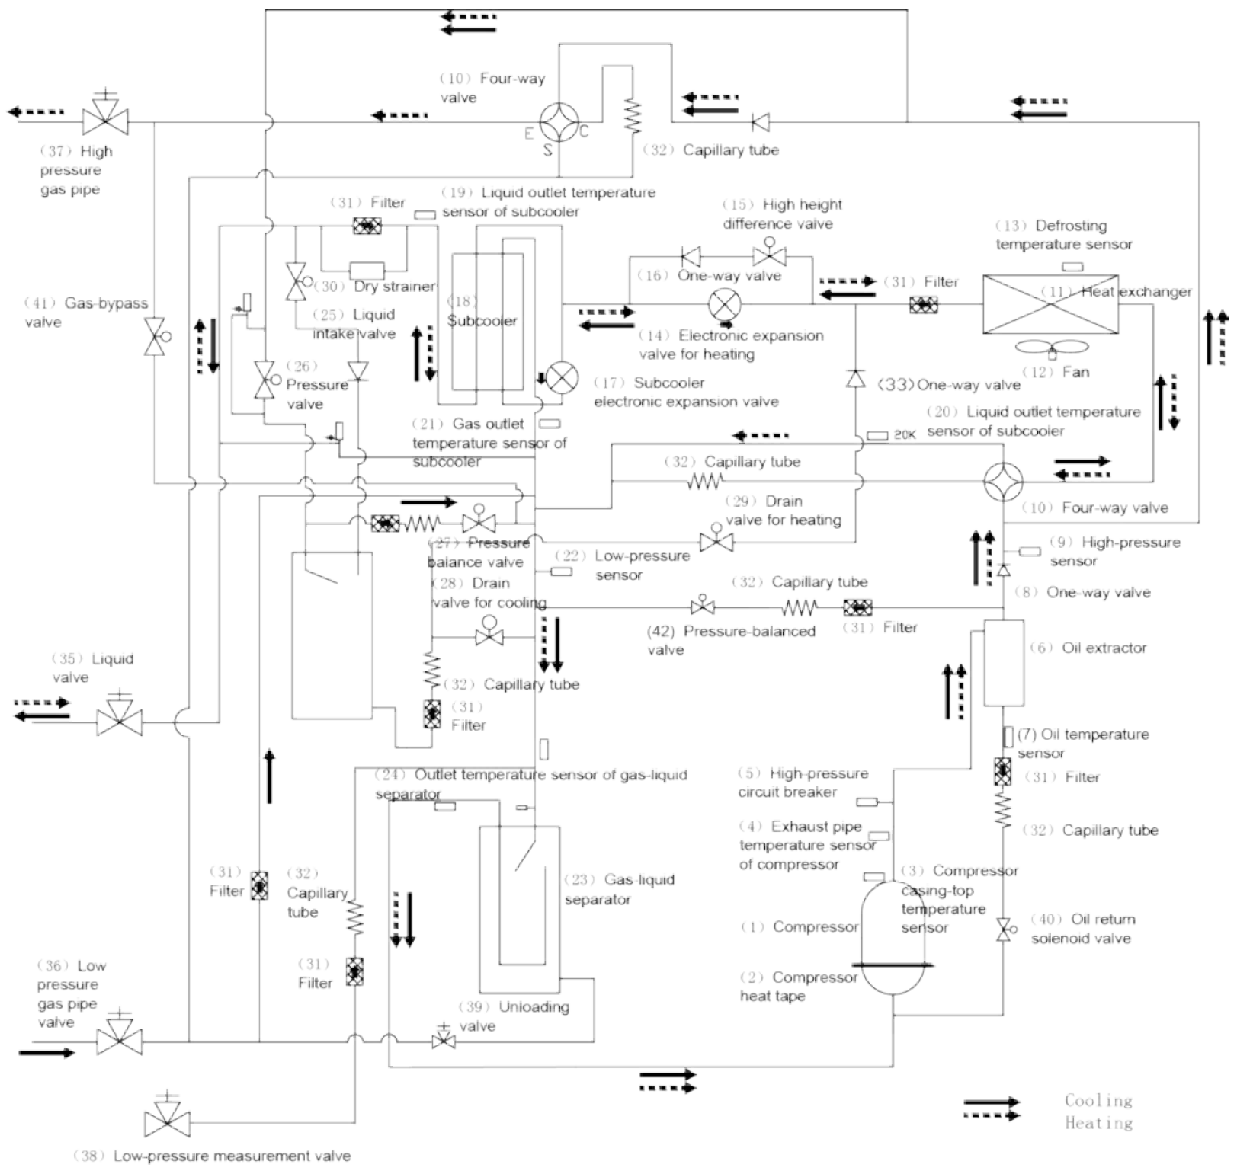 (10) Four-way
valve
E
C
S
(37) High
pressure
gas pipe
(32) Capillary tube
(19) Liquid outlet temperature
sensor of subcooler
(31) Filter
(15) High height
difference valve
(13) Defrosting
temperature sensor
(41) Gas-bypass
valve
(30) Dry strainer
(18)
Subcooler
(16) One-way valve
(31) Filter
(11) Heat exchanger
(25) Liquid
intake valve
(14) Electronic expansion
valve for heating
(26)
Pressure
valve
(17) Subcooler
electronic expansion valve
(12) Fan
(33) One-way valve
(21) Gas outlet
temperature sensor of
subcooler
20K
(20) Liquid outlet temperature
sensor of subcooler
(32) Capillary tube
(29) Drain
valve for heating
(10) Four-way valve
(27) Pressure
balance valve
(22) Low-pressure
sensor
(9) High-pressure
sensor
(28) Drain
valve for cooling
(32) Capillary tube
(8) One-way valve
(42) Pressure-balanced
valve
(31) Filter
(6) Oil extractor
(35) Liquid
valve
(32) Capillary tube
(31)
Filter
(7) Oil temperature
sensor
(24) Outlet temperature sensor of gas-liquid
separator
(5) High-pressure
circuit breaker
(31) Filter
(4) Exhaust pipe
temperature sensor
of compressor
(32) Capillary tube
(31)
Filter
(32)
Capillary
tube
(23) Gas-liquid
separator
(3) Compressor
casing-top
temperature
sensor
(1) Compressor
(40) Oil return
solenoid valve
(36) Low
pressure
gas pipe
valve
(31)
Filter
(2) Compressor
heat tape
(39) Unloading
valve
Cooling
Heating
(38) Low-pressure measurement valve